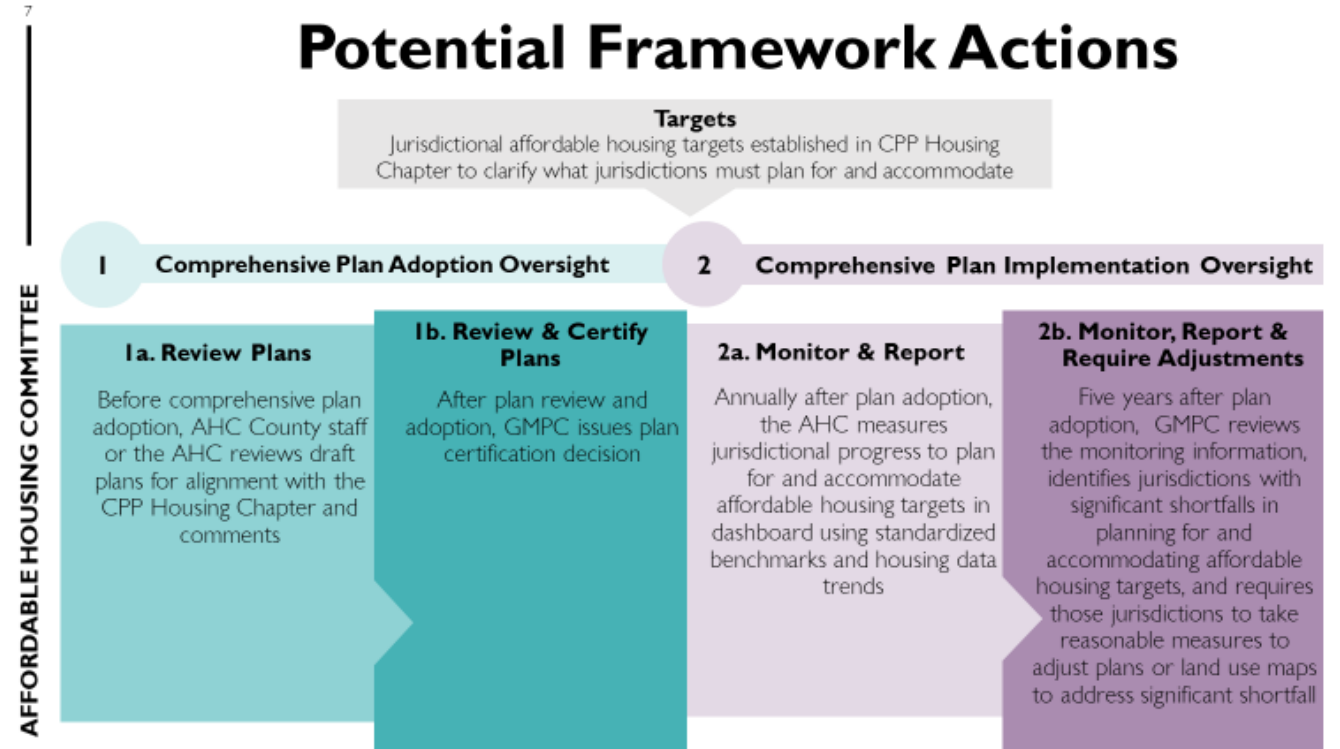 7
Potential Framework Actions
Targets
Jurisdictional affordable housing targets established in CPP Housing
Chapter to clarify what jurisdictions must plan for and accommodate
1
Comprehensive Plan Adoption Oversight
2
Comprehensive Plan Implementation Oversight
AFFORDABLE HOUSING COMMITTEE
1a. Review Plans
Before comprehensive plan
adoption, AHC County staff
or the AHC reviews draft
plans for alignment with the
CPP Housing Chapter and
comments
1b. Review & Certify
Plans
After plan review and
adoption, GMPC issues plan
certification decision
2a. Monitor & Report
Annually after plan adoption,
the AHC measures
jurisdictional progress to plan
for and accommodate
affordable housing targets in
dashboard using standardized
benchmarks and housing data
trends
2b. Monitor, Report &
Require Adjustments
Five years after plan
adoption, GMPC reviews
the monitoring information,
identifies jurisdictions with
significant shortfalls in
planning for and
accommodating affordable
housing targets, and requires
those jurisdictions to take
reasonable measures to
adjust plans or land use maps
to address significant shortfall